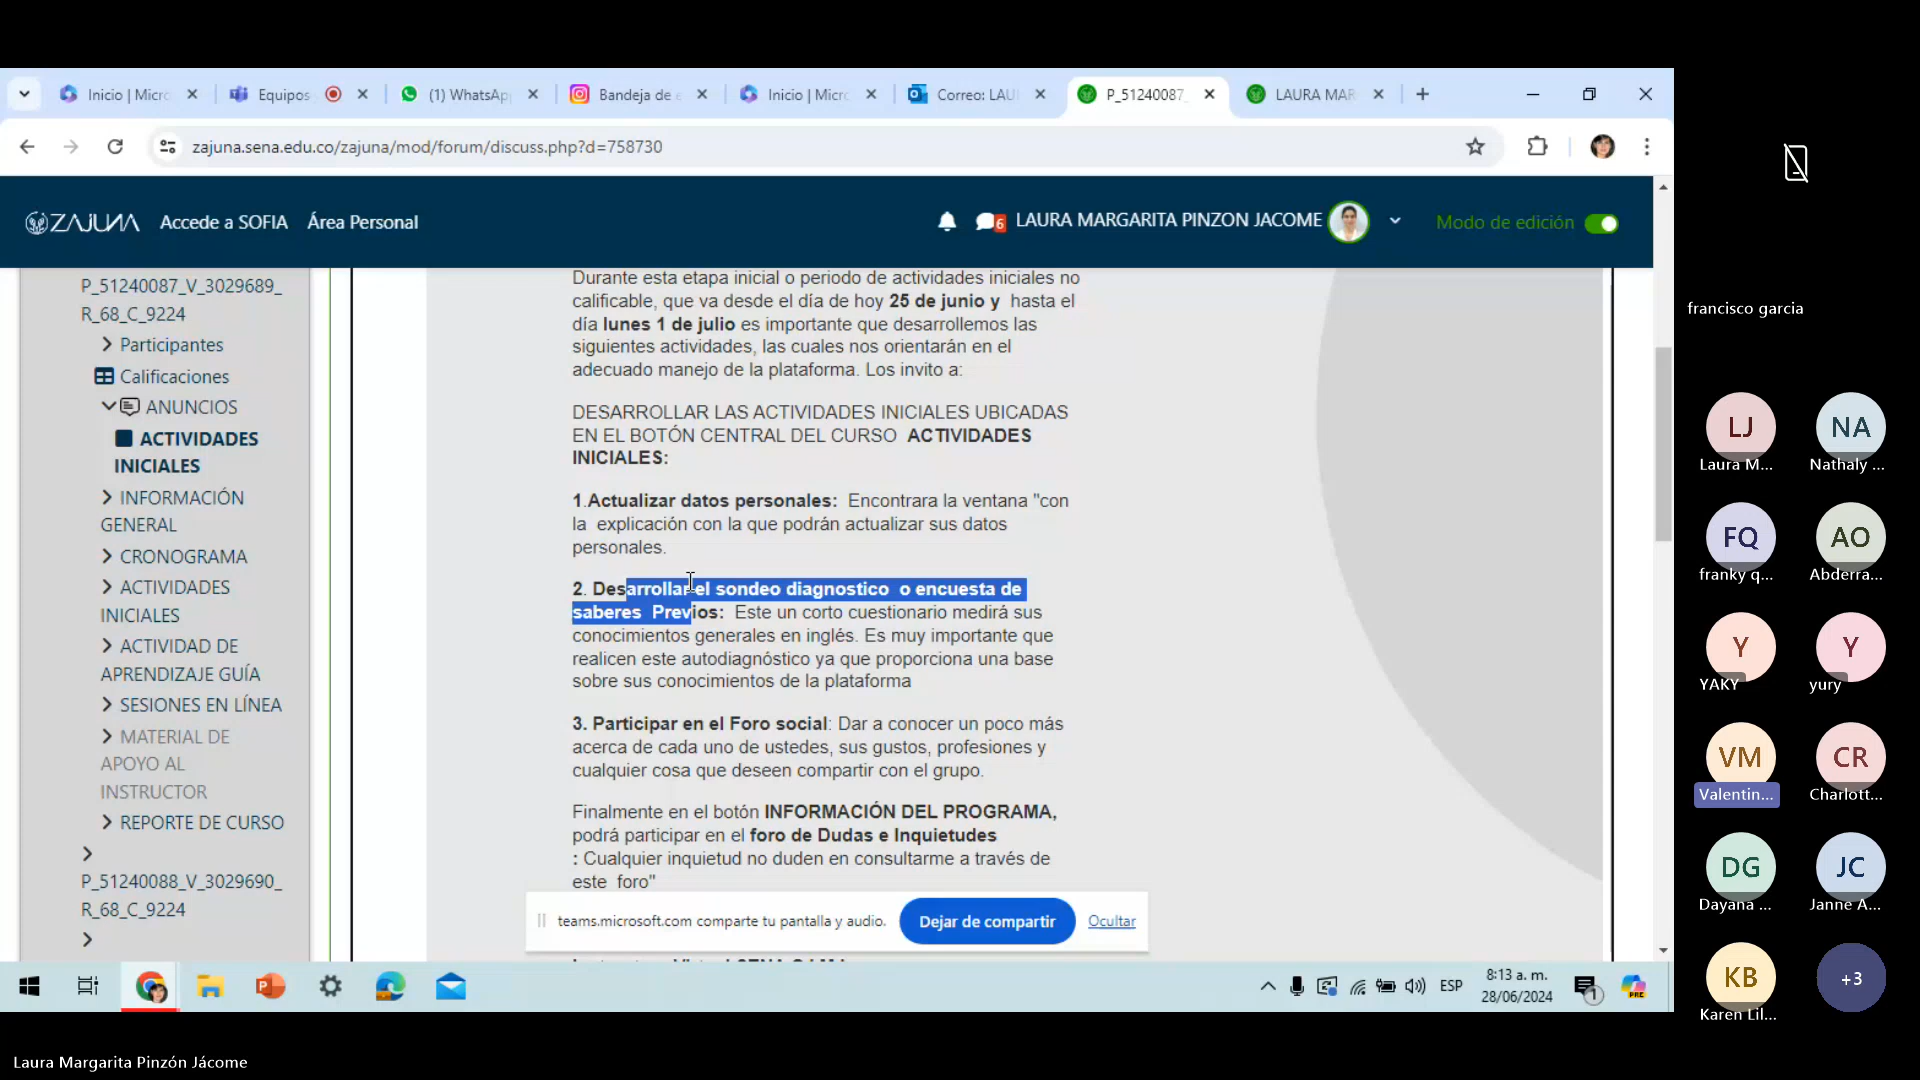 Inicio | Micr
Equipos
(1) WhatsAp
Bandeja de e
Inicio | Micr
Correo: LAU
P_51240087_
LAURA MAR
zajuna.sena.edu.co/zajuna/mod/forum/discuss.php?d=758730
ZAJUNA
Accede a SOFIA
Área Personal
6
LAURA MARGARITA PINZON JACOME
Modo de edición
P_51240087_V_3029689_
R_68_C_9224
Participantes
Calificaciones
ANUNCIOS
ACTIVIDADES
INICIALES
INFORMACIÓN
GENERAL
CRONOGRAMA
ACTIVIDADES
INICIALES
ACTIVIDAD DE
APRENDIZAJE GUÍA
SESIONES EN LÍNEA
MATERIAL DE
APOYO AL
INSTRUCTOR
REPORTE DE CURSO
P_51240088_V_3029690_
R_68_C_9224
Durante esta etapa inicial o periodo de actividades iniciales no
calificable, que va desde el día de hoy 25 de junio y hasta el
día lunes 1 de julio es importante que desarrollemos las
siguientes actividades, las cuales nos orientarán en el
adecuado manejo de la plataforma. Los invito a:
DESARROLLAR LAS ACTIVIDADES INICIALES UBICADAS
EN EL BOTÓN CENTRAL DEL CURSO ACTIVIDADES
INICIALES:
1.Actualizar datos personales: Encontrara la ventana "con
la explicación con la que podrán actualizar sus datos
personales.
2. Desarrollar el sondeo diagnostico o encuesta de
saberes Previos: Este un corto cuestionario medirá sus
conocimientos generales en inglés. Es muy importante que
realicen este autodiagnóstico ya que proporciona una base
sobre sus conocimientos de la plataforma
3. Participar en el Foro social: Dar a conocer un poco más
acerca de cada uno de ustedes, sus gustos, profesiones y
cualquier cosa que deseen compartir con el grupo.
Finalmente en el botón INFORMACIÓN DEL PROGRAMA,
podrá participar en el foro de Dudas e Inquietudes
: Cualquier inquietud no duden en consultarme a través de
este foro"
teams.microsoft.com comparte tu pantalla y audio.
Dejar de compartir
Ocultar
ESP
8:13 a. m.
28/06/2024
1
PRE
francisco garcia
LJ
Laura M...
NA
Nathaly ...
FQ
franky q...
AO
Abderra...
Y
YAKY
Y
yury
VM
Valentin...
CR
Charlott...
DG
Dayana ...
JC
Janne A...
KB
Karen Lil...
+3
Laura Margarita Pinzón Jácome